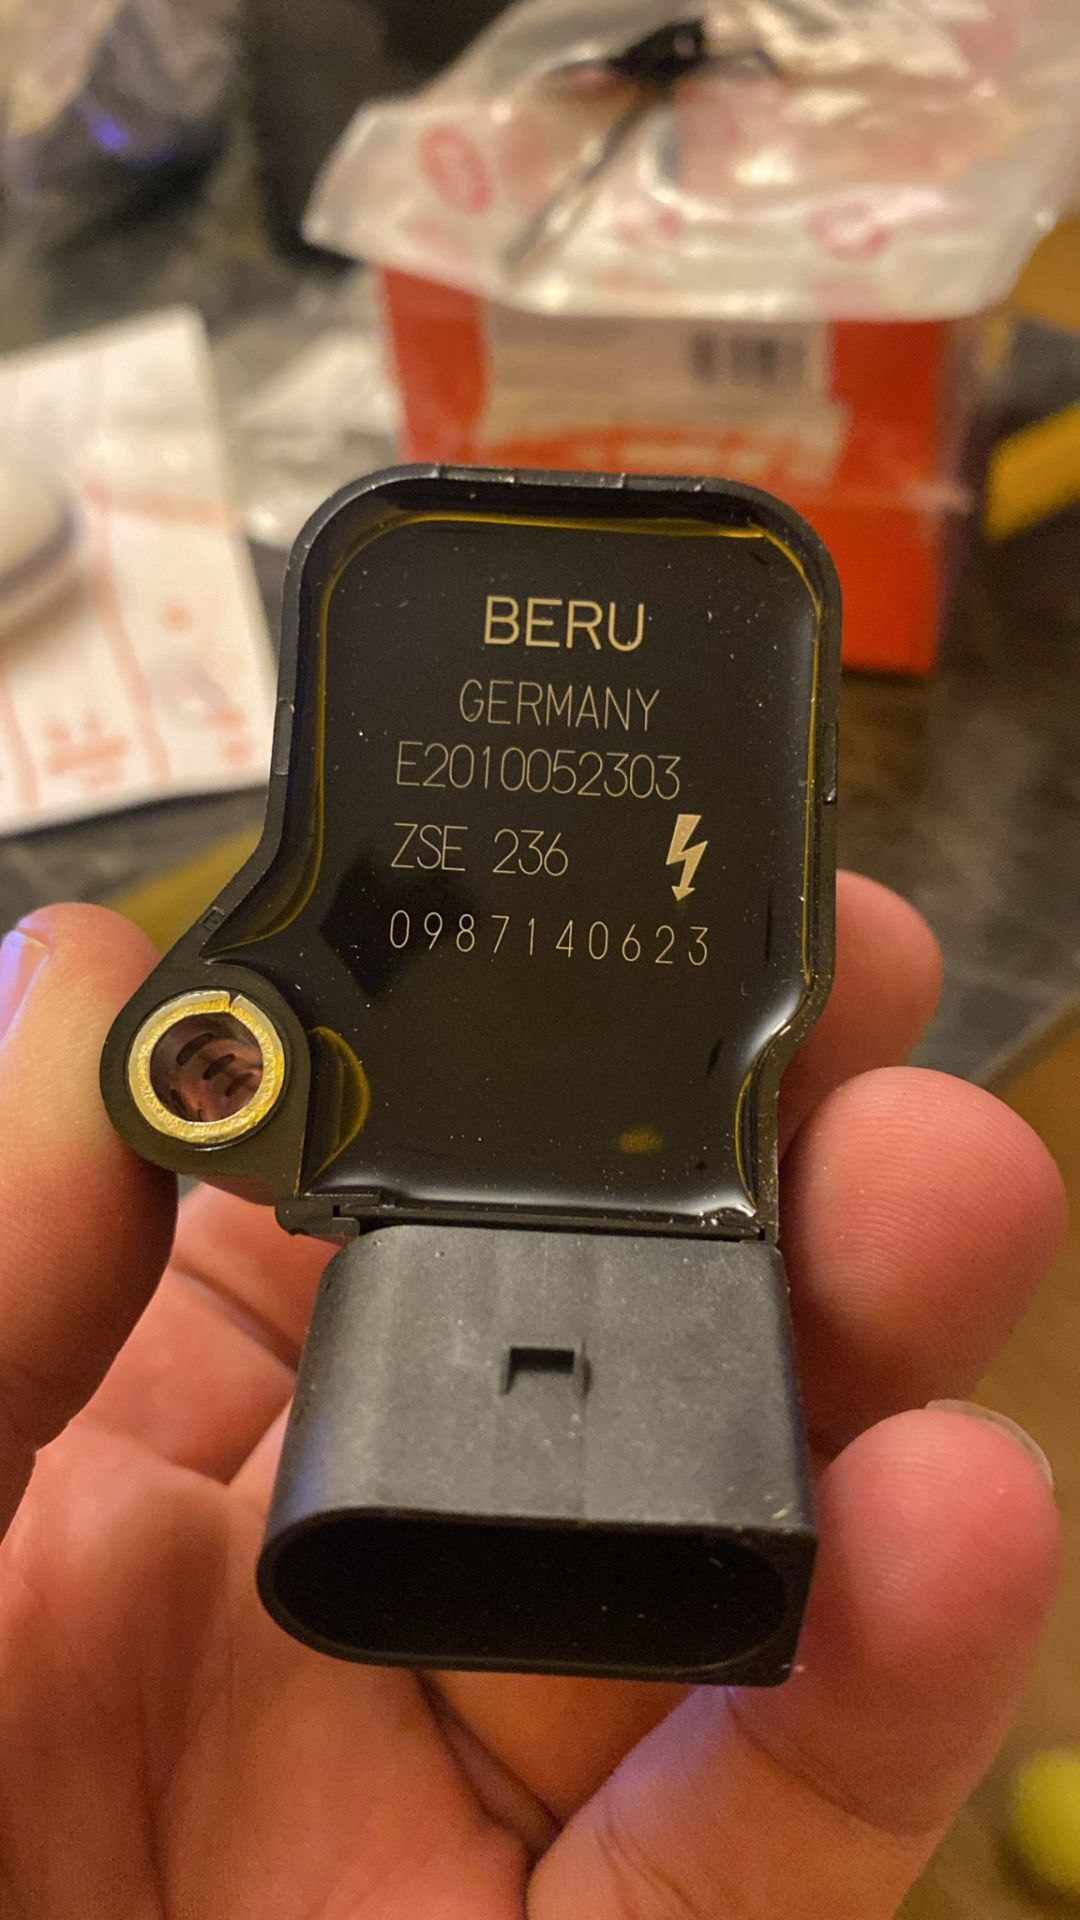 BERU
GERMANY
E2010052303
ZSE 236
0987140623